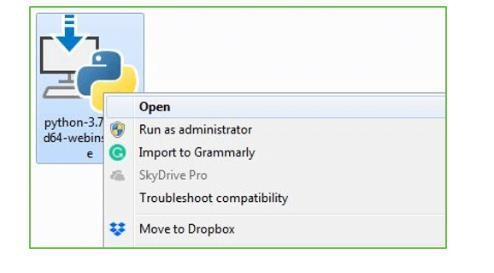 python-3.7
d64-webins
e
Open
Run as administrator
Import to Grammarly
SkyDrive Pro
Troubleshoot compatibility
Move to Dropbox